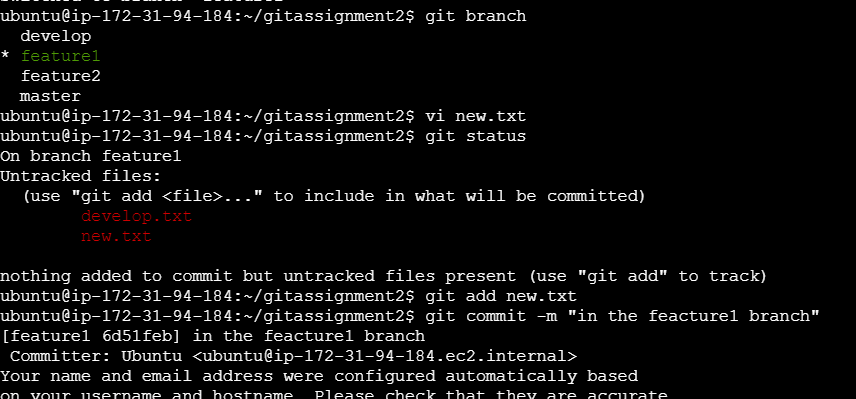 ubuntu@ip-172-31-94-184:~/gitassignment2$ git branch
  develop
* feature1
  feature2
  master
ubuntu@ip-172-31-94-184:~/gitassignment2$ vi new.txt
ubuntu@ip-172-31-94-184:~/gitassignment2$ git status
On branch feature1
Untracked files:
  (use "git add <file>..." to include in what will be committed)
        develop.txt
        new.txt

nothing added to commit but untracked files present (use "git add" to track)
ubuntu@ip-172-31-94-184:~/gitassignment2$ git add new.txt
ubuntu@ip-172-31-94-184:~/gitassignment2$ git commit -m "in the feacture1 branch"
[feature1 6d51feb] in the feacture1 branch
 Committer: Ubuntu <ubuntu@ip-172-31-94-184.ec2.internal>
Your name and email address were configured automatically based
on your username and hostname. Please check that they are accurate